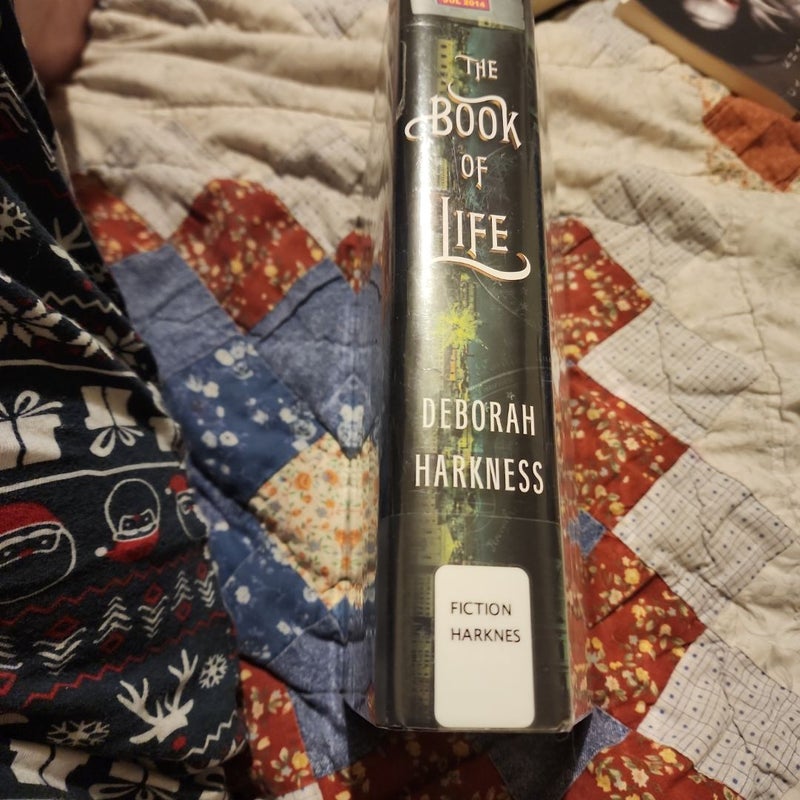 JUL 2014
THE
BOOK
OF
LIFE
DEBORAH
HARKNESS
FICTION
HARKNES